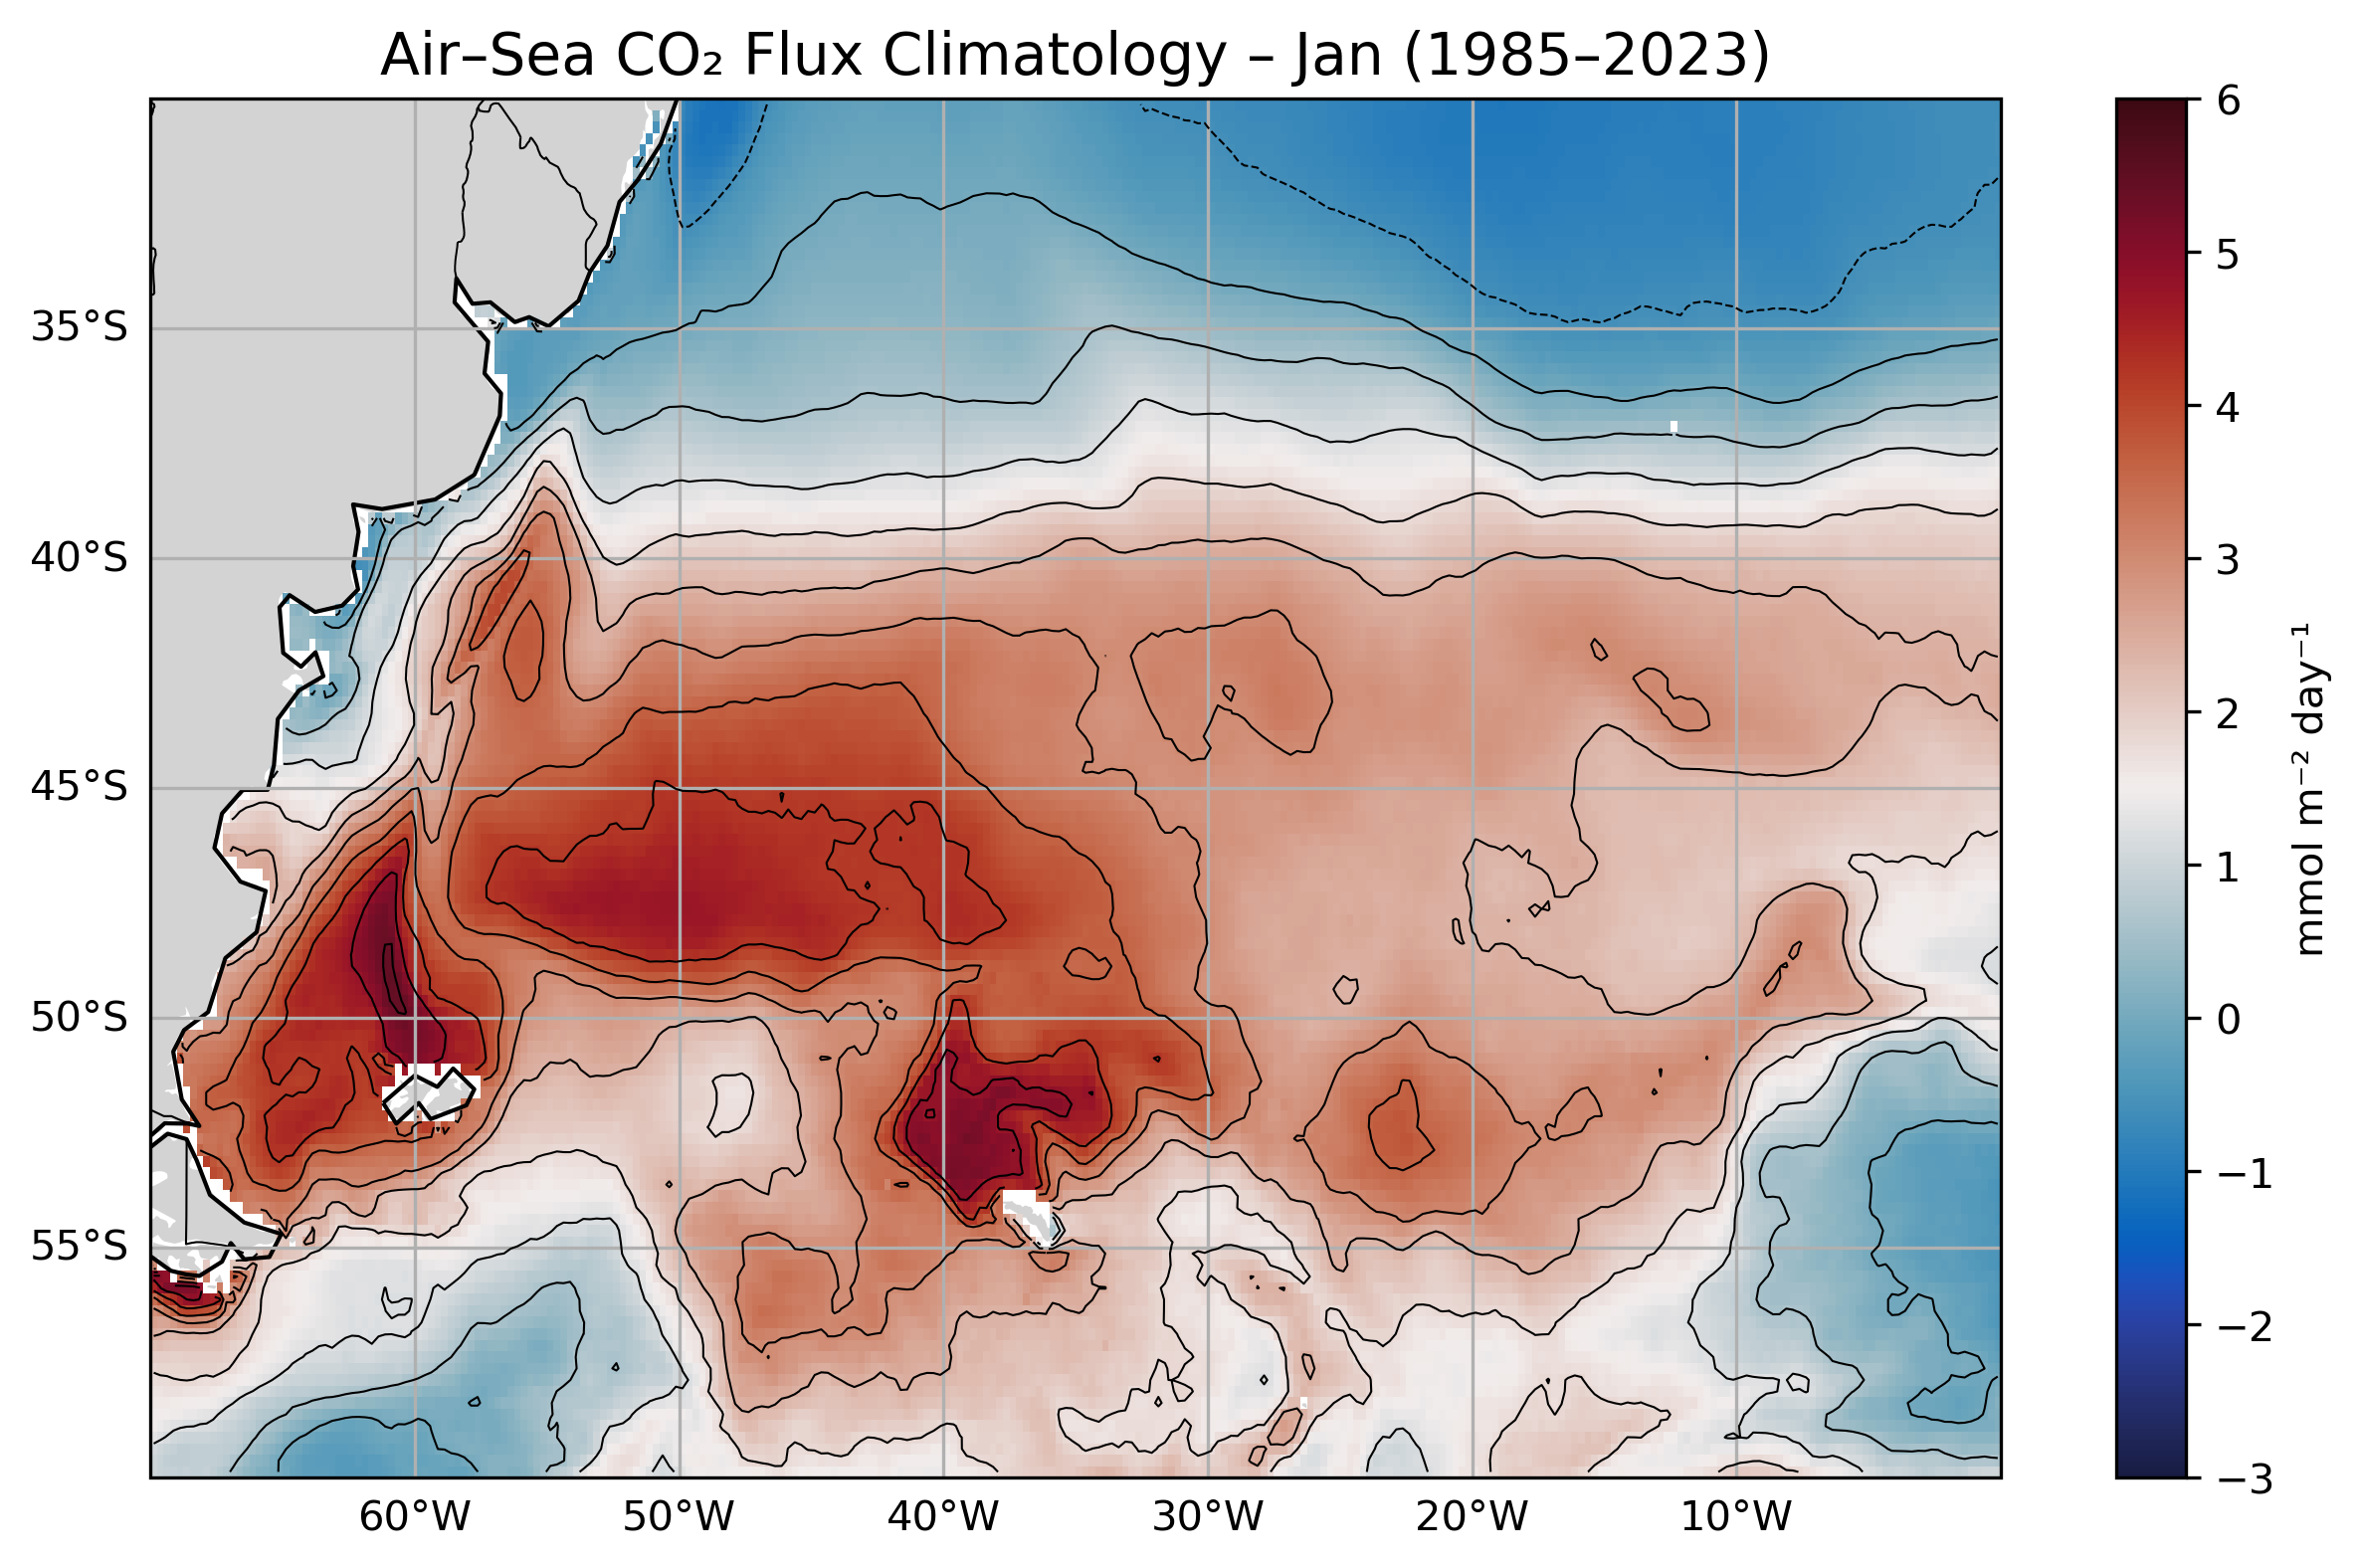 Air–Sea CO₂ Flux Climatology – Jan (1985–2023)
35°S
40°S
45°S
50°S
55°S
60°W
50°W
40°W
30°W
20°W
10°W
6
5
4
3
2
1
0
−1
−2
−3
mmol m⁻² day⁻¹